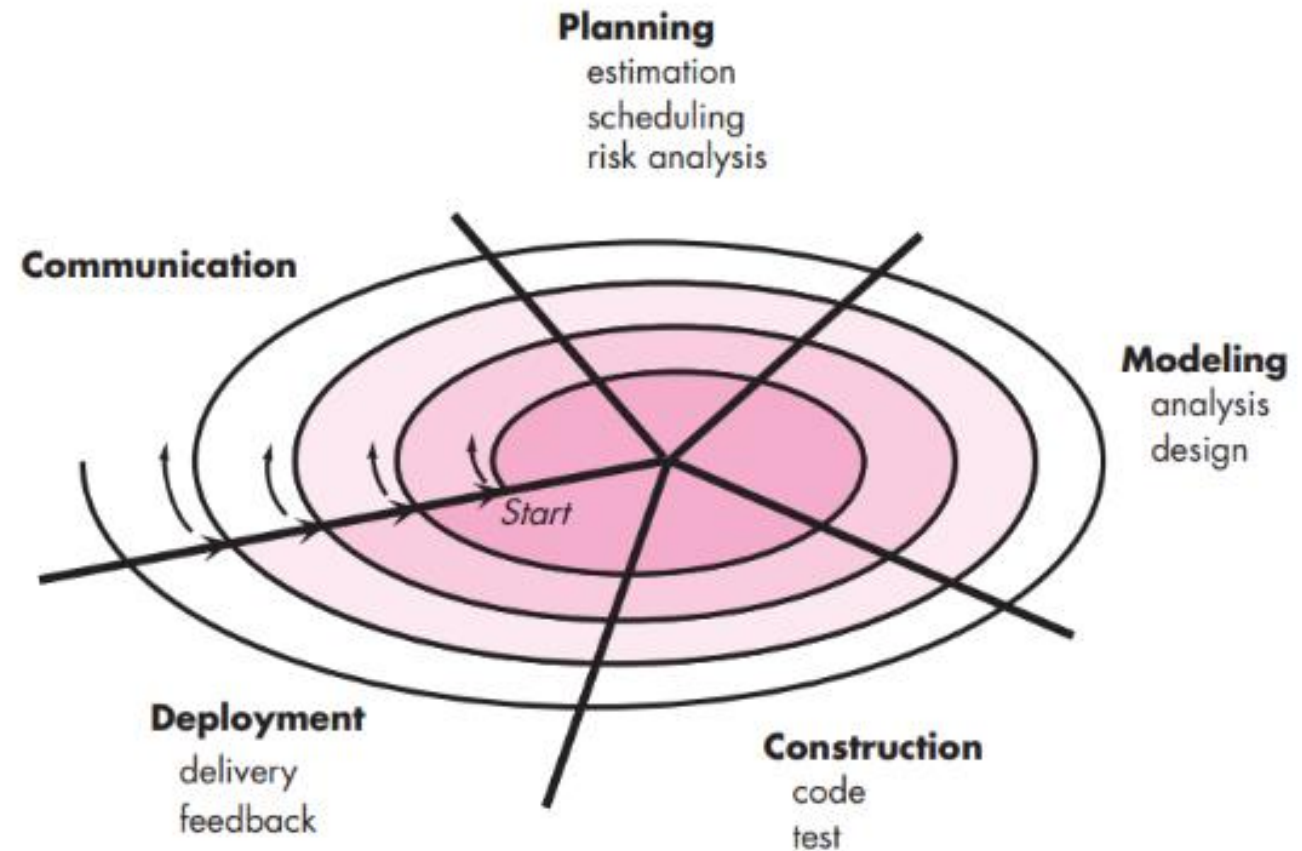 Planning
estimation
scheduling
risk analysis
Communication
Modeling
analysis
design
Start
Deployment
delivery
feedback
Construction
code
test